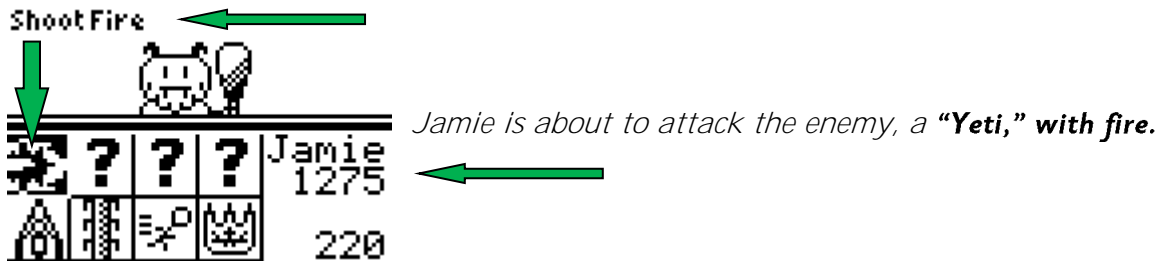 Shoot Fire
Jamie is about to attack the enemy, a “Yeti,” with fire.
? ? ? Jamie
1275
220